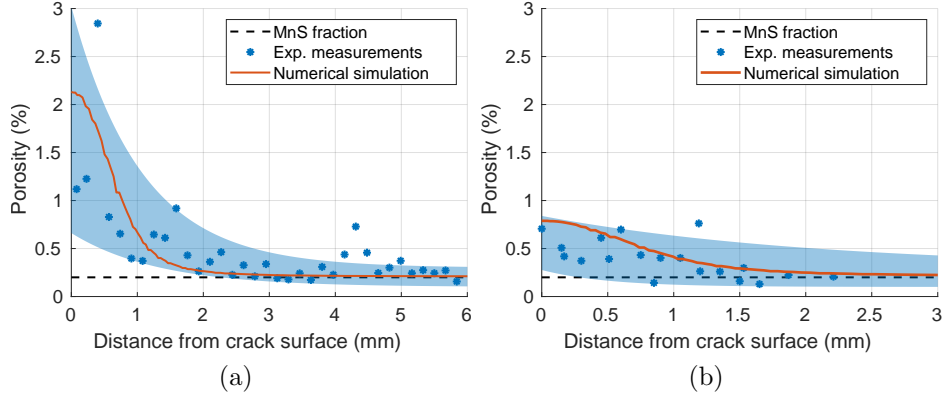 3
2.5
2
1.5
1
0.5
0
Porosity (%)
MnS fraction
Exp. measurements
Numerical simulation
0 1 2 3 4 5 6
Distance from crack surface (mm)
(a)
3
2.5
2
1.5
1
0.5
0
Porosity (%)
MnS fraction
Exp. measurements
Numerical simulation
0 0.5 1 1.5 2 2.5 3
Distance from crack surface (mm)
(b)